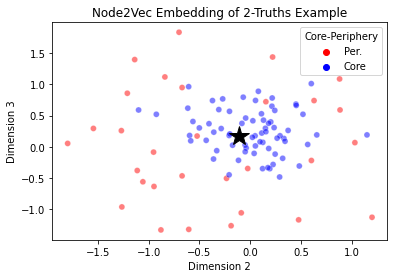 Node2Vec Embedding of 2-Truths Example
Core-Periphery
Per.
Core
1.5
1.0
0.5
0.0
−0.5
−1.0
Dimension 3
−1.5
−1.0
−0.5
0.0
0.5
1.0
Dimension 2